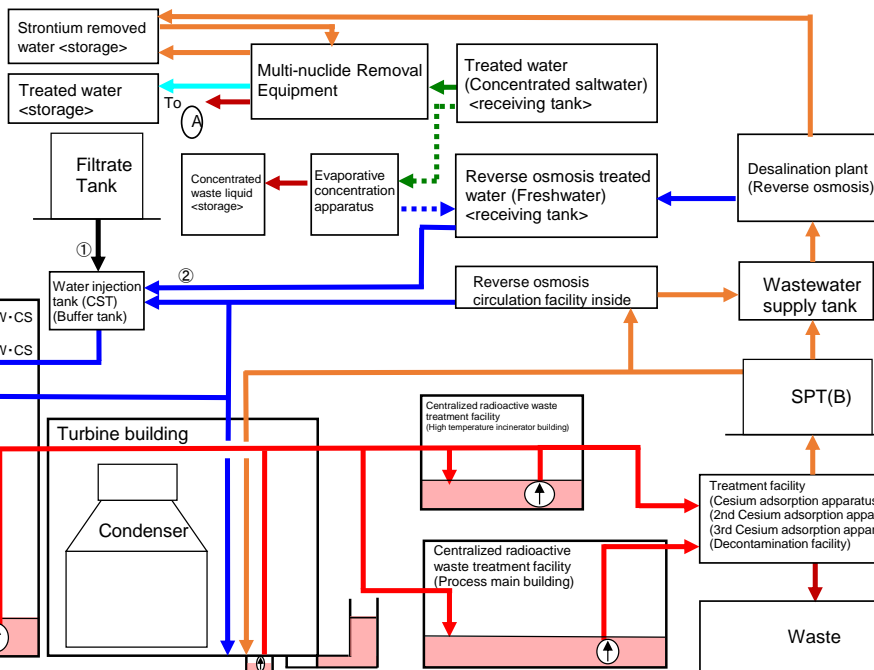 Strontium removed
water <storage>
Treated water
<storage>
To
A
Multi-nuclide Removal
Equipment
Treated water
(Concentrated saltwater)
<receiving tank>
Filtrate
Tank
Concentrated
waste liquid
<storage>
Evaporative
concentration
apparatus
Reverse osmosis treated
water (Freshwater)
<receiving tank>
Desalination plant
(Reverse osmosis)
①
②
Water injection
tank (CST)
(Buffer tank)
Reverse osmosis
circulation facility inside
Wastewater
supply tank
W・CS
W・CS
SPT(B)
Turbine building
Condenser
Centralized radioactive waste
treatment facility
(High temperature incinerator building)
Treatment facility
(Cesium adsorption apparatus
(2nd Cesium adsorption appa
(3rd Cesium adsorption appar
(Decontamination facility)
Centralized radioactive
waste treatment facility
(Process main building)
Waste